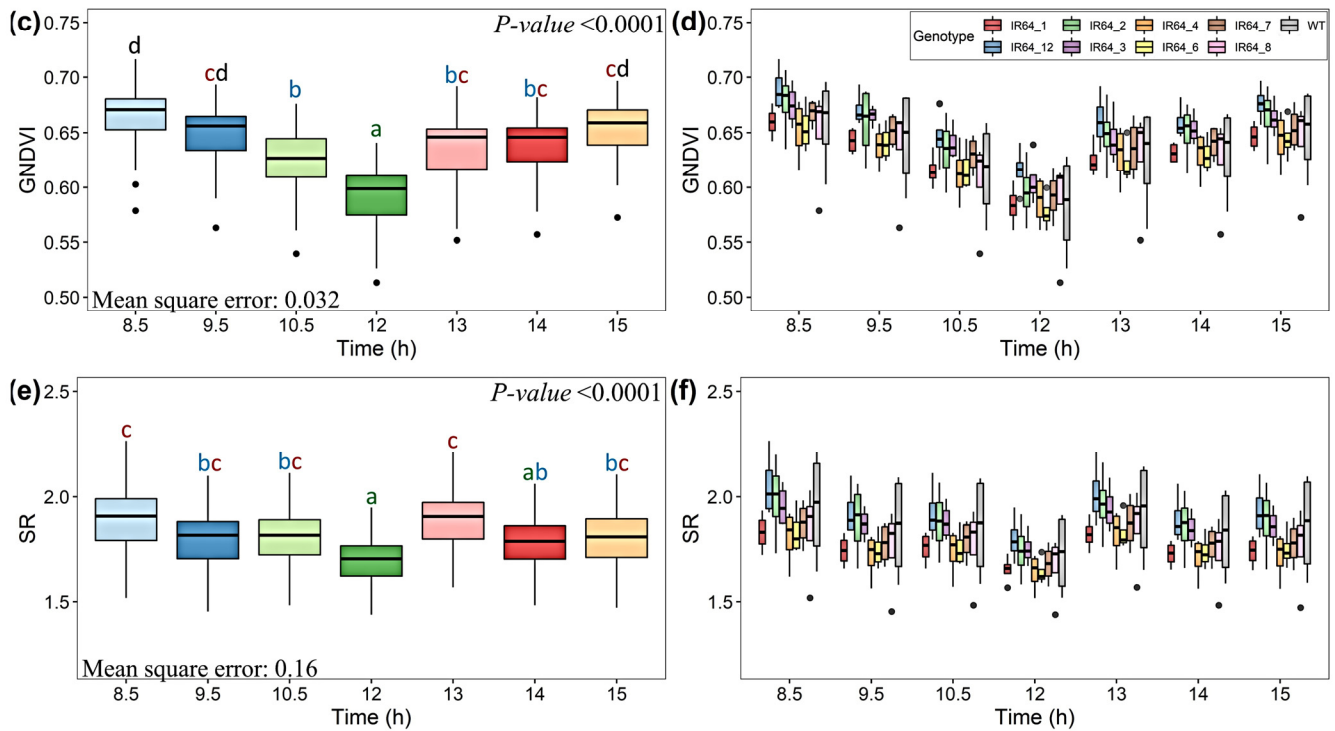 (c)
P-value <0.0001
0.75
0.70
0.65
0.60
0.55
0.50
GNDVI
d
cd
b
a
bc
bc
cd
Mean square error: 0.032
8.5 9.5 10.5 12 13 14 15
Time (h)
(d)
0.75
0.70
0.65
0.60
0.55
0.50
GNDVI
Genotype
IR64_1 IR64_2 IR64_4 IR64_7 WT
IR64_12 IR64_3 IR64_6 IR64_8
8.5 9.5 10.5 12 13 14 15
Time (h)
(e)
P-value <0.0001
2.5
2.0
1.5
SR
c
bc
bc
a
c
ab
bc
Mean square error: 0.16
8.5 9.5 10.5 12 13 14 15
Time (h)
(f)
2.5
2.0
1.5
SR
8.5 9.5 10.5 12 13 14 15
Time (h)